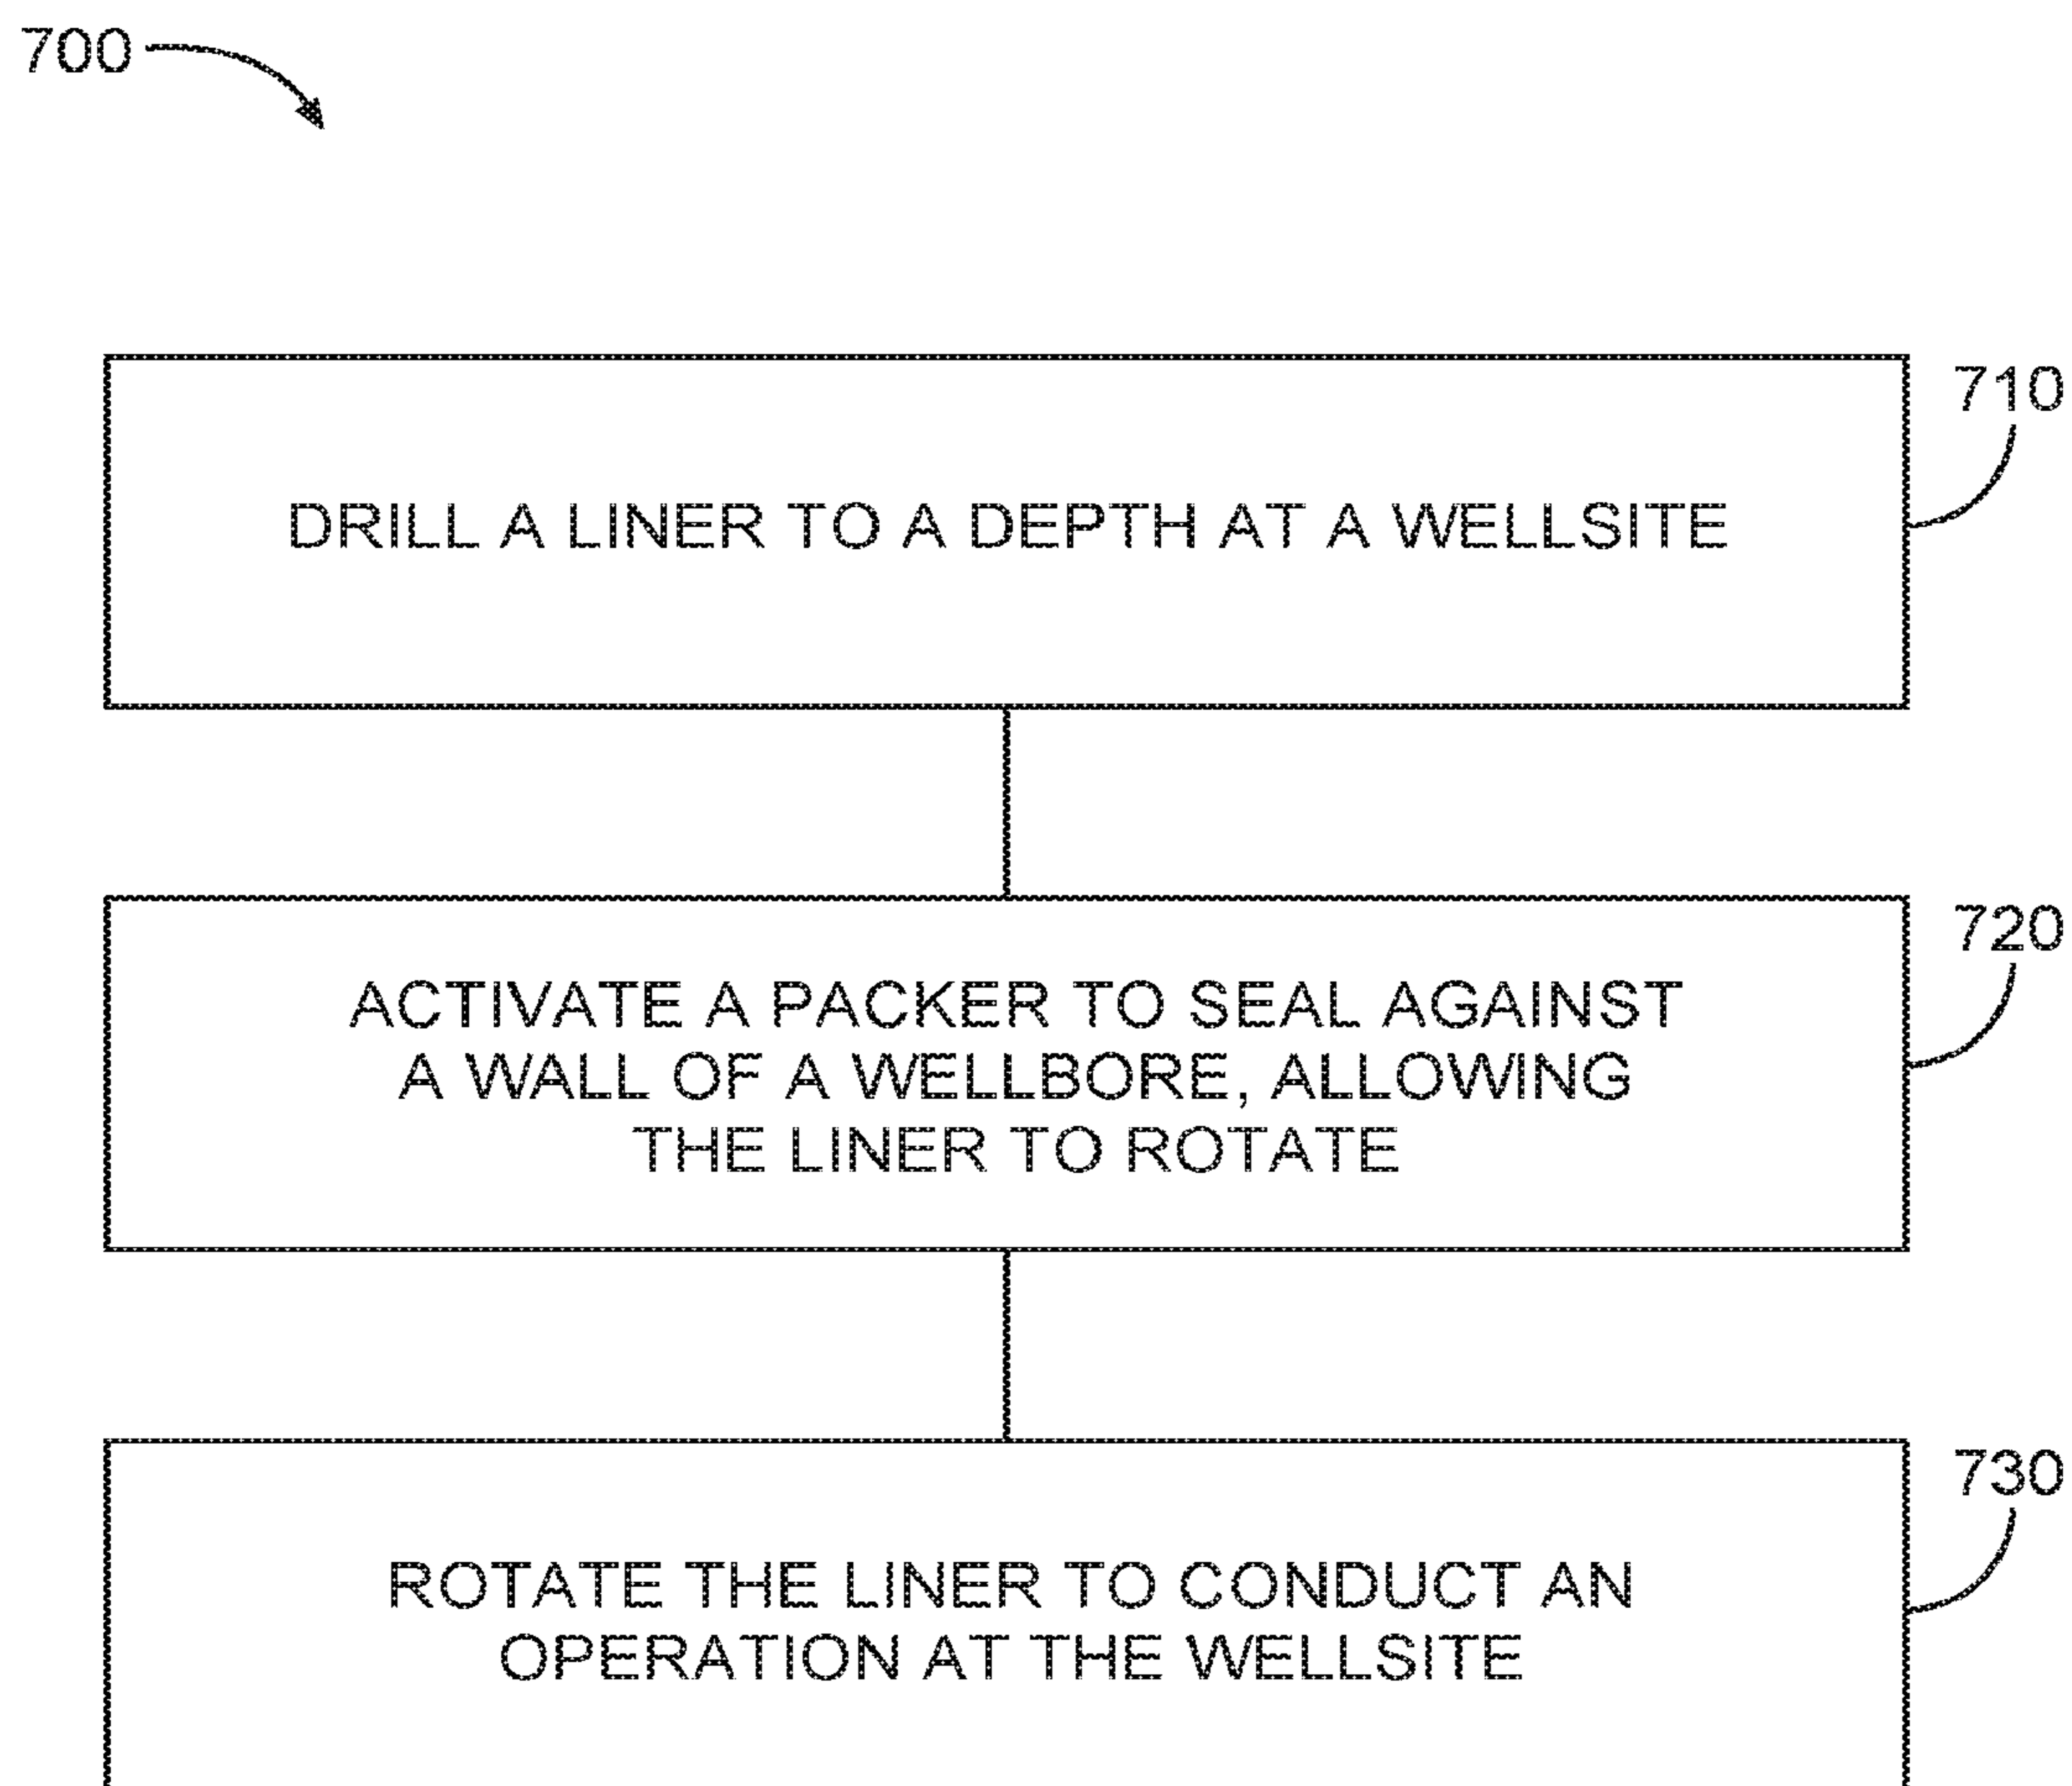 700
710
DRILL A LINER TO A DEPTH AT A WELLSITE
720
ACTIVATE A PACKER TO SEAL AGAINST
A WALL OF A WELLBORE, ALLOWING
THE LINER TO ROTATE
730
ROTATE THE LINER TO CONDUCT AN
OPERATION AT THE WELLSITE